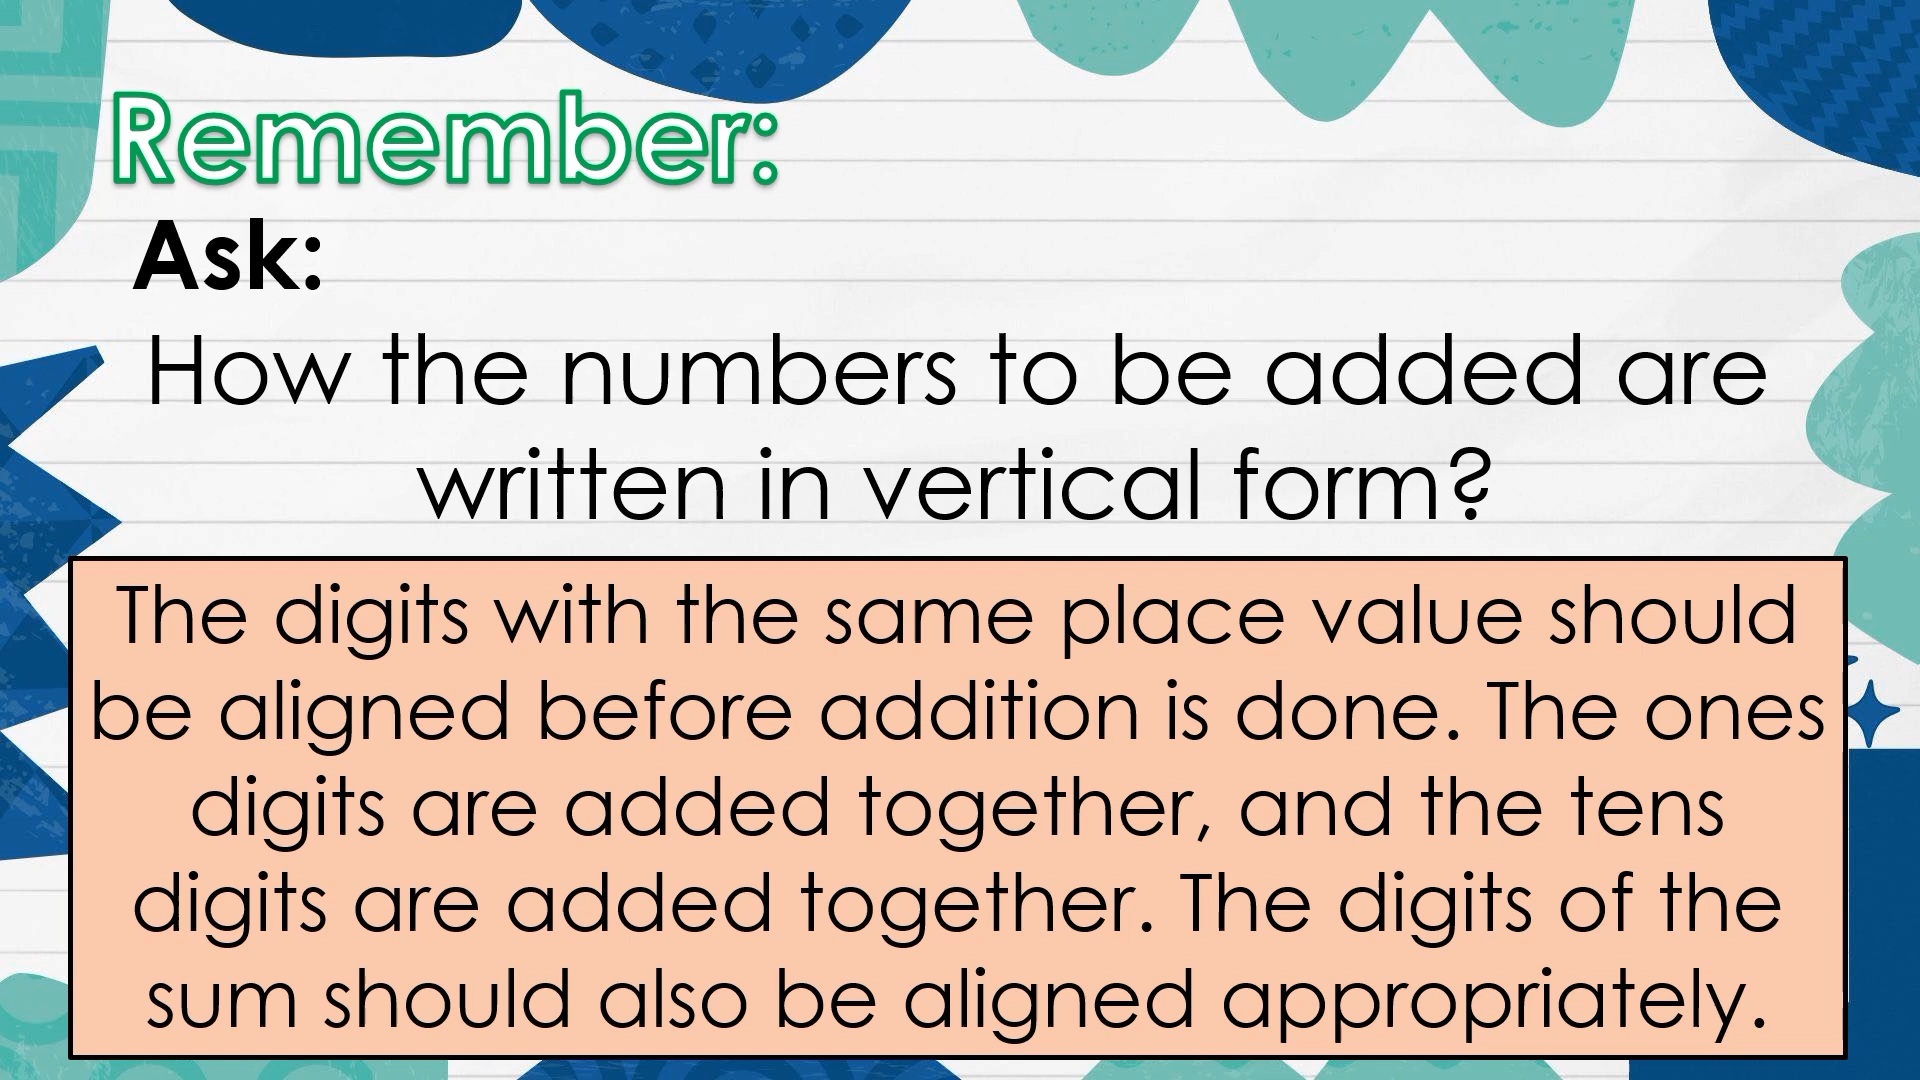 Remember:
Ask:
How the numbers to be added are
written in vertical form?
The digits with the same place value should
be aligned before addition is done. The ones
digits are added together, and the tens
digits are added together. The digits of the
sum should also be aligned appropriately.